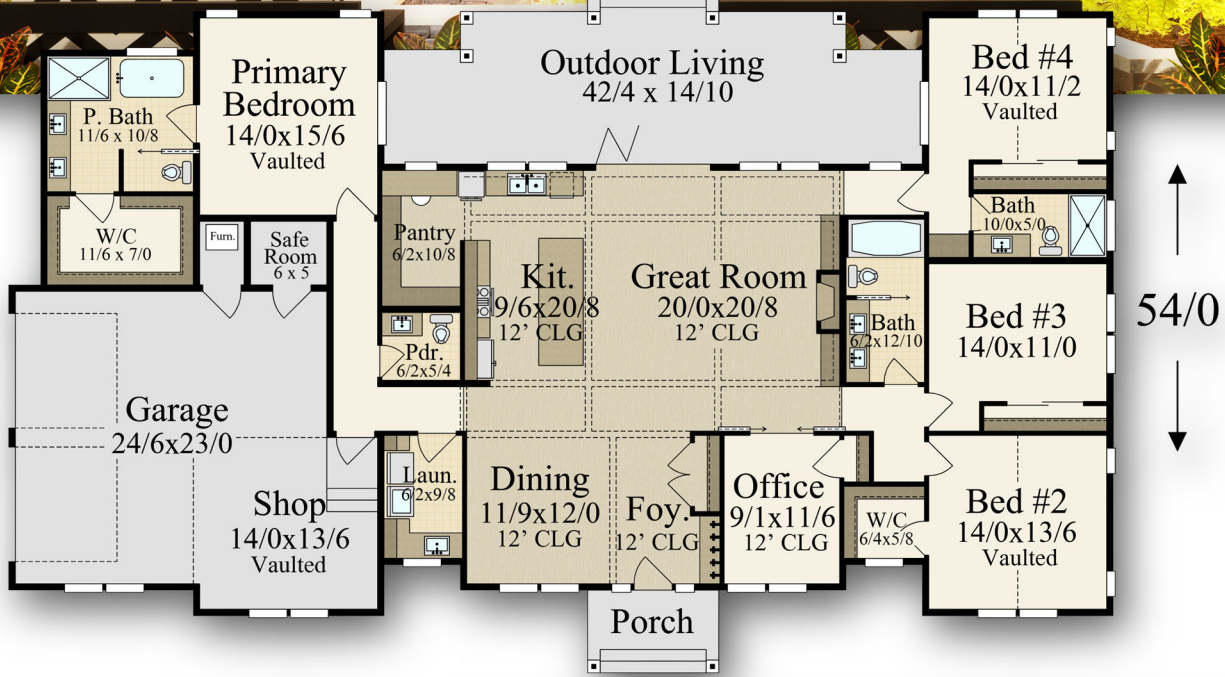 Primary
Bedroom
14/0x15/6
Vaulted
Outdoor Living
42/4 x 14/10
Bed #4
14/0x11/2
Vaulted
P. Bath
11/6 x 10/8
W/C
11/6 x 7/0
Furn.
Safe
Room
6 x 5
Pantry
6/2x10/8
Kit.
9/6x20/8
12' CLG
Great Room
20/0x20/8
12' CLG
Bath
10/0x5/0
Bath
6/2x12/10
Bed #3
14/0x11/0
54/0
Pdr.
6/2x5/4
Garage
24/6x23/0
Shop
14/0x13/6
Vaulted
Laun.
6/2x9/8
Dining
11/9x12/0
12' CLG
Foy.
12' CLG
Office
9/1x11/6
12' CLG
W/C
6/4x5/8
Bed #2
14/0x13/6
Vaulted
Porch